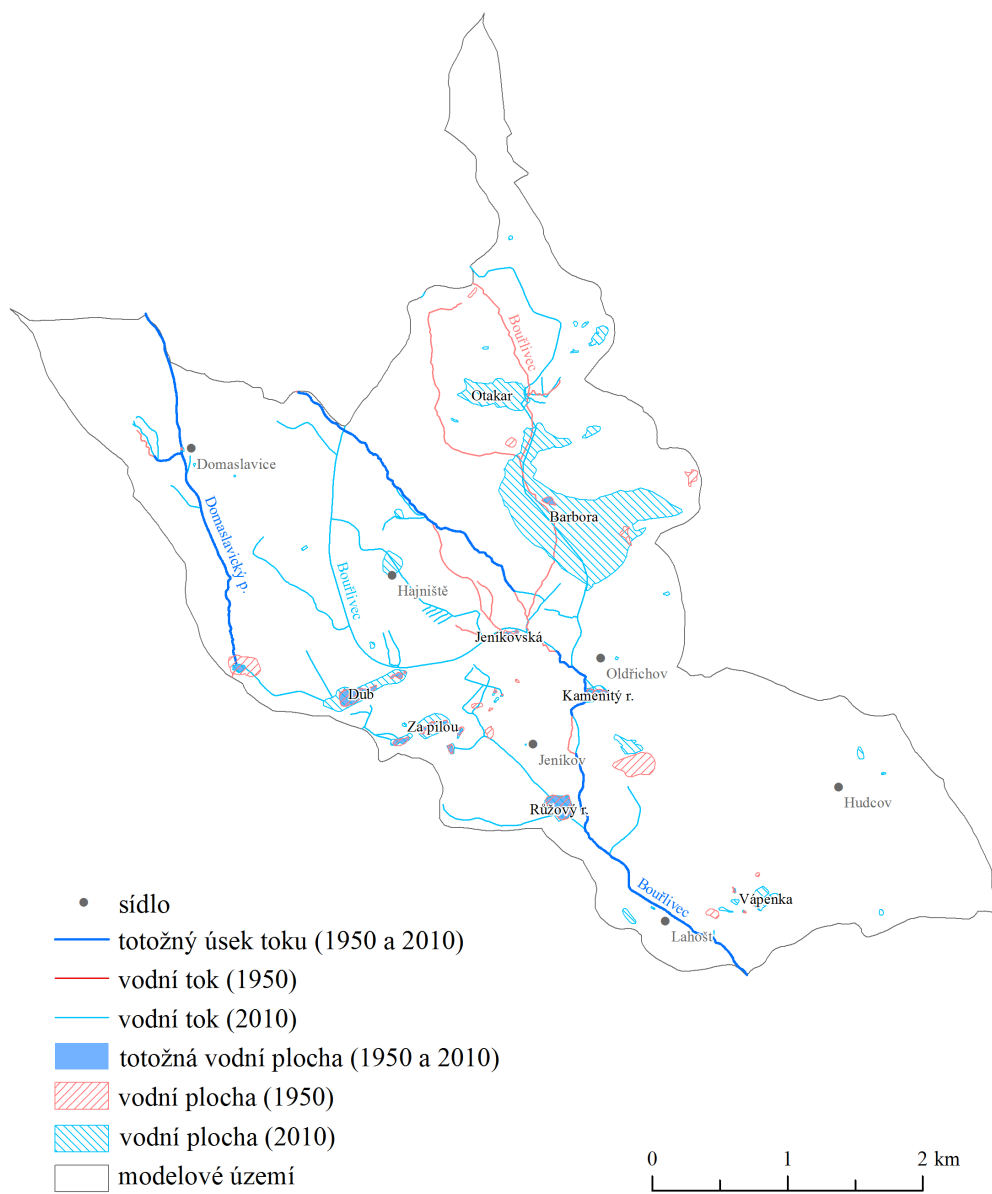 Bouřlivec
Otakar
Domaslavice
Barbora
Domaslavický p.
Bouřlivec
Hajniště
Jeníkovská
Oldřichov
Dub
Kamenitý r.
Za pilou
Jeníkov
Hudcov
Růžový r.
Bouřlivec
Vápenka
Lahošť
sídlo
totožný úsek toku (1950 a 2010)
vodní tok (1950)
vodní tok (2010)
totožná vodní plocha (1950 a 2010)
vodní plocha (1950)
vodní plocha (2010)
modelové území
0 1 2 km